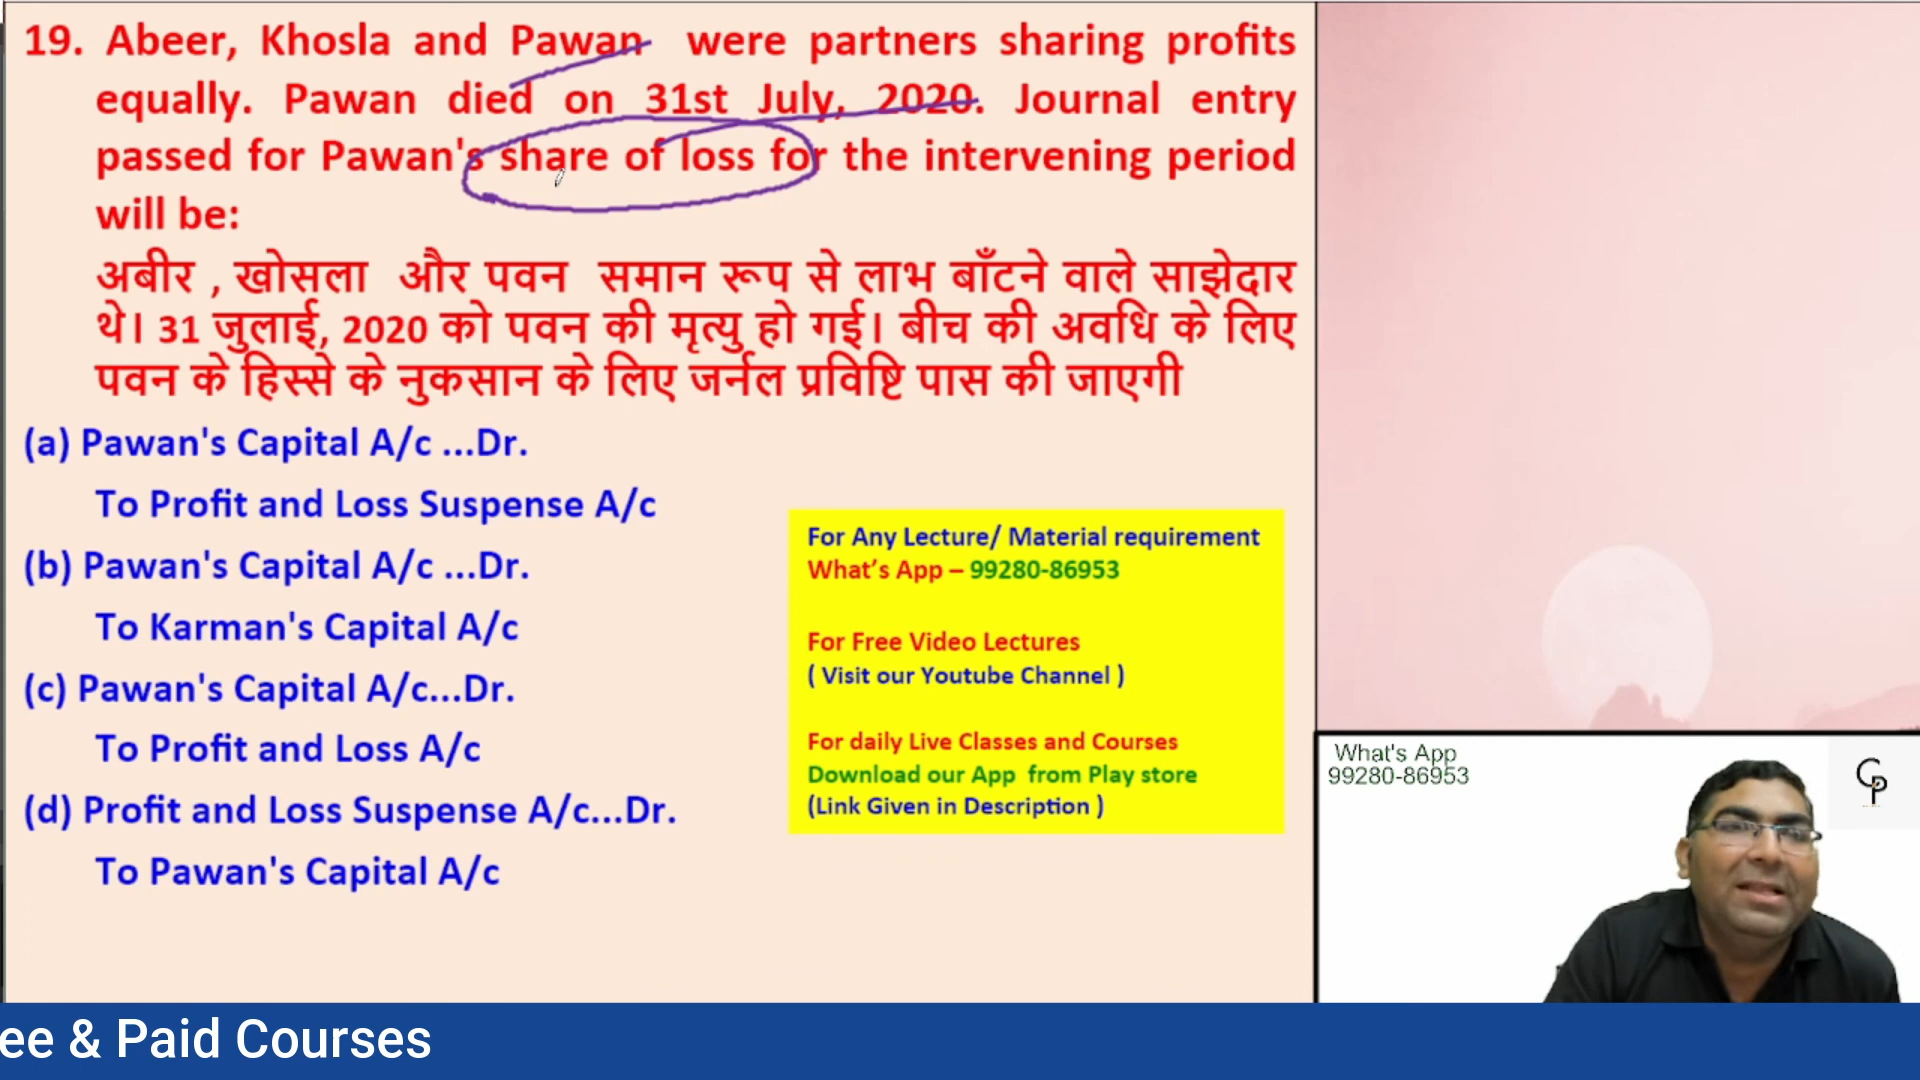 19. Abeer, Khosla and Pawan were partners sharing profits
equally. Pawan died on 31st July, 2020. Journal entry
passed for Pawan's share of loss for the intervening period
will be:
अबीर , खोसला और पवन समान रूप से लाभ बाँटने वाले साझेदार
थे। 31 जुलाई, 2020 को पवन की मृत्यु हो गई। बीच की अवधि के लिए
पवन के हिस्से के नुकसान के लिए जर्नल प्रविष्टि पास की जाएगी
(a) Pawan's Capital A/c ...Dr.
To Profit and Loss Suspense A/c
(b) Pawan's Capital A/c ...Dr.
To Karman's Capital A/c
(c) Pawan's Capital A/c...Dr.
To Profit and Loss A/c
(d) Profit and Loss Suspense A/c...Dr.
To Pawan's Capital A/c
For Any Lecture/ Material requirement
What's App – 99280-86953
For Free Video Lectures
( Visit our Youtube Channel )
For daily Live Classes and Courses
Download our App from Play store
(Link Given in Description )
What's App
99280-86953
CP
ee & Paid Courses